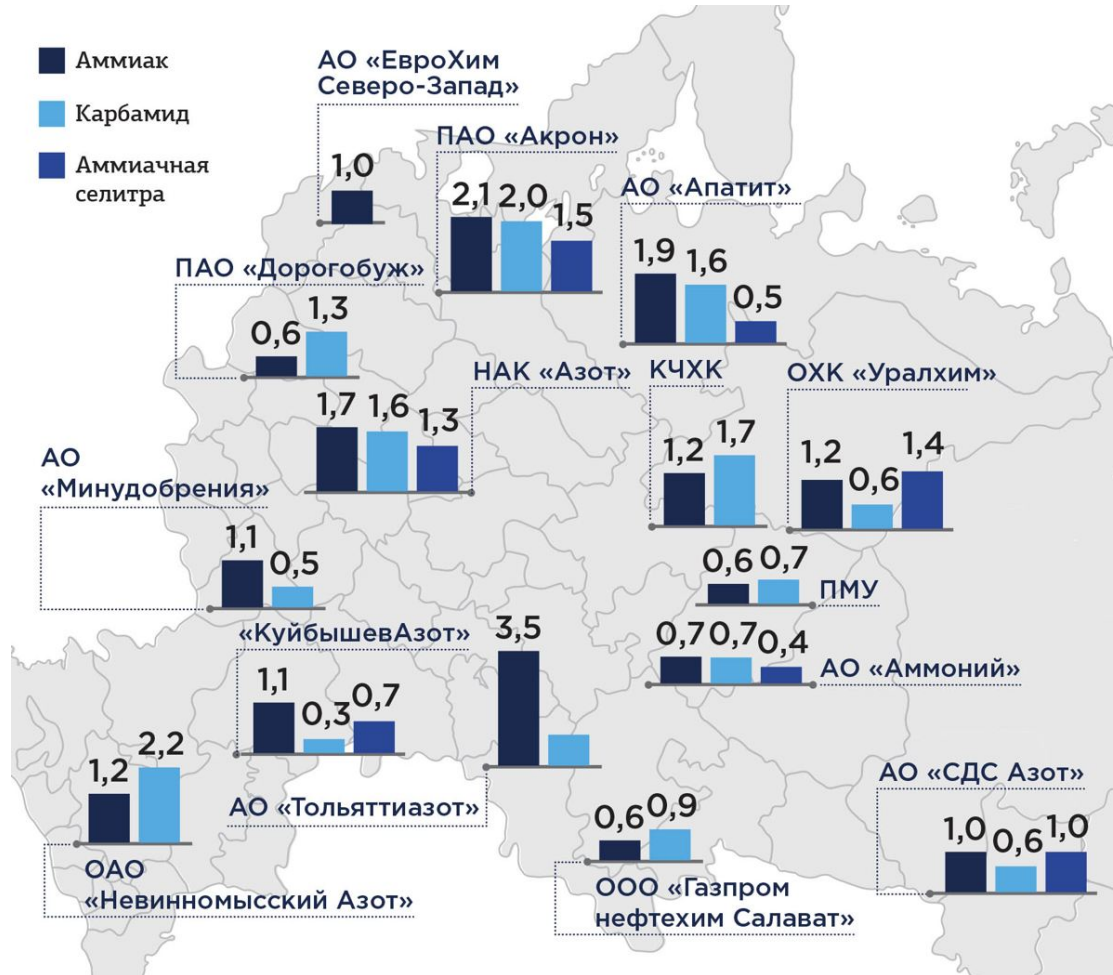 Аммиак
Карбамид
Аммиачная
селитра
АО «ЕвроХим
Северо-Запад»
1,0
ПАО «Акрон»
2,1 2,0 1,5
АО «Апатит»
1,9 1,6 0,5
ПАО «Дорогобуж»
0,6 1,3
НАК «Азот»
1,7 1,6 1,3
КЧХК
1,2 1,7
ОХК «Уралхим»
1,2 0,6 1,4
АО
«Минудобрения»
1,1 0,5
0,6 0,7
ПМУ
«КуйбышевАзот»
1,1 0,3 0,7
3,5
АО «Тольяттиазот»
0,7 0,7 0,4
АО «Аммоний»
1,2 2,2
ОАО
«Невинномысский Азот»
0,6 0,9
ООО «Газпром
нефтехим Салават»
АО «СДС Азот»
1,0 0,6 1,0